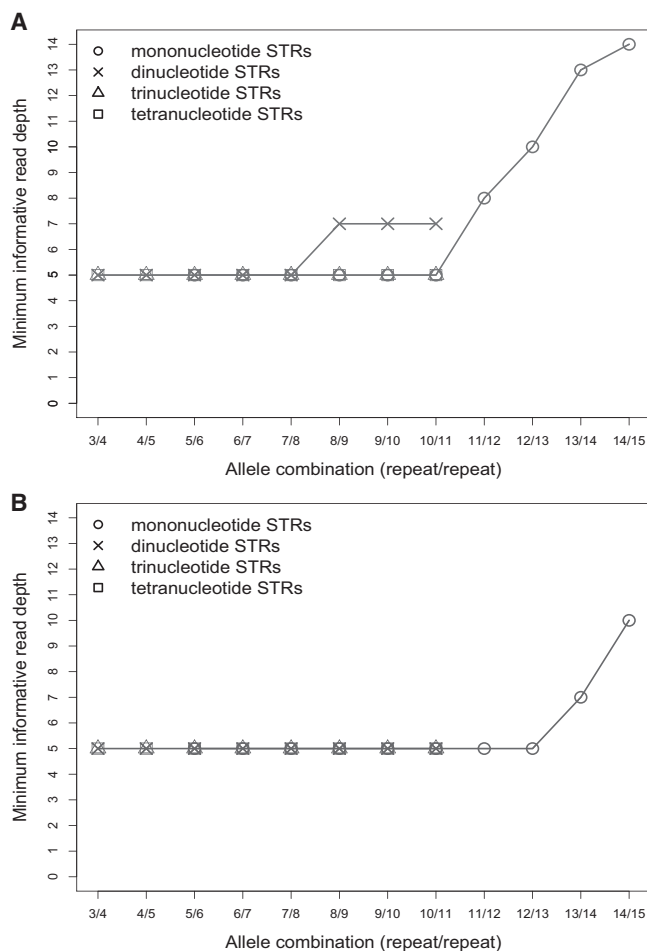 A
mononucleotide STRs
dinucleotide STRs
trinucleotide STRs
tetranucleotide STRs
Minimum informative read depth
14
13
12
11
10
9
8
7
6
5
4
3
2
1
0
3/4 4/5 5/6 6/7 7/8 8/9 9/10 10/11 11/12 12/13 13/14 14/15
Allele combination (repeat/repeat)
B
mononucleotide STRs
dinucleotide STRs
trinucleotide STRs
tetranucleotide STRs
Minimum informative read depth
14
13
12
11
10
9
8
7
6
5
4
3
2
1
0
3/4 4/5 5/6 6/7 7/8 8/9 9/10 10/11 11/12 12/13 13/14 14/15
Allele combination (repeat/repeat)